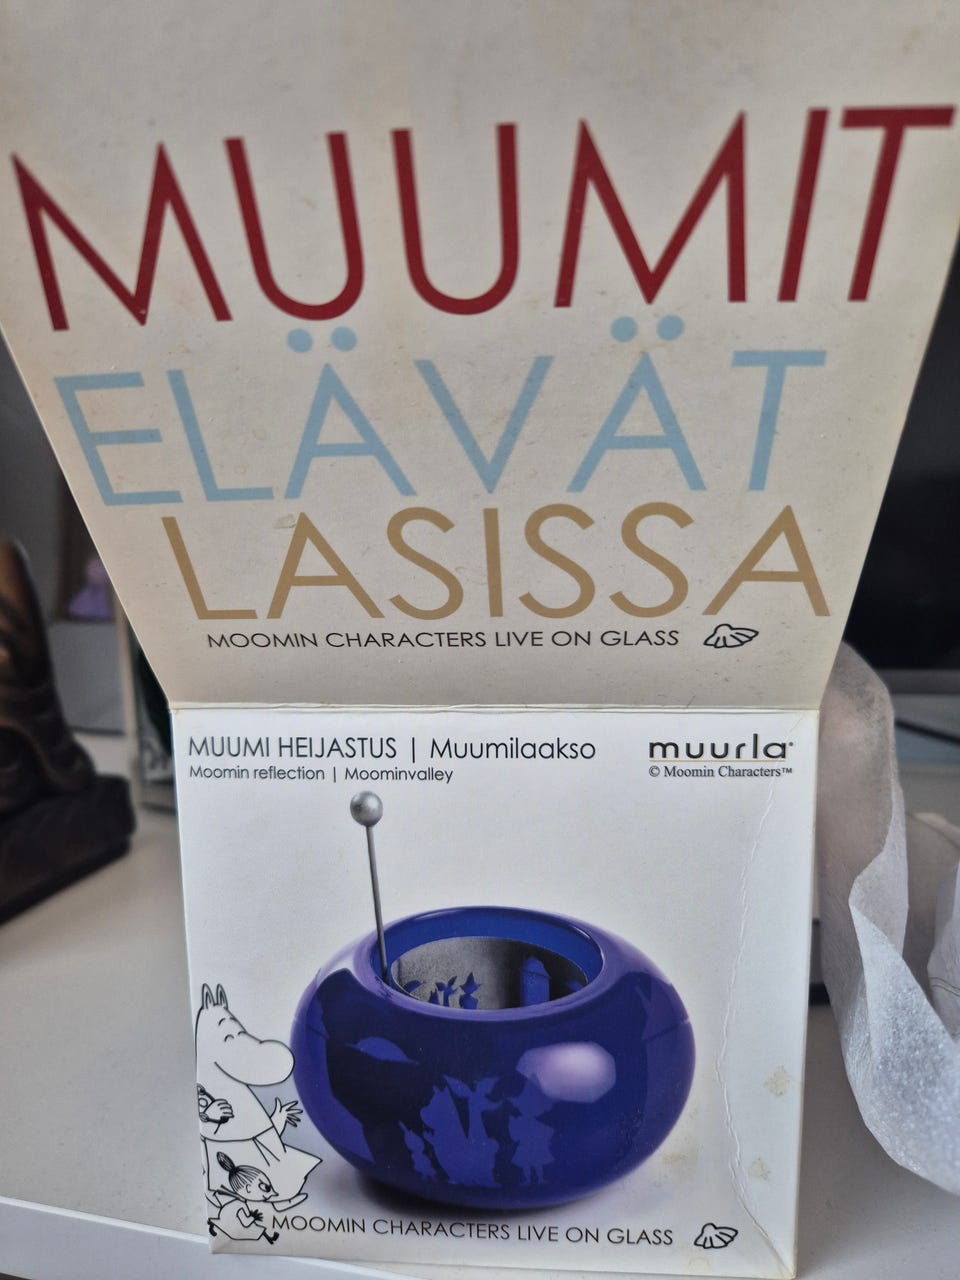 MUUMIT
ELÄVÄT
LASISSA
MOOMIN CHARACTERS LIVE ON GLASS
MUUMI HEIJASTUS | Muumilaakso
Moomin reflection | Moominvalley
muurla®
© Moomin Characters™
MOOMIN CHARACTERS LIVE ON GLASS